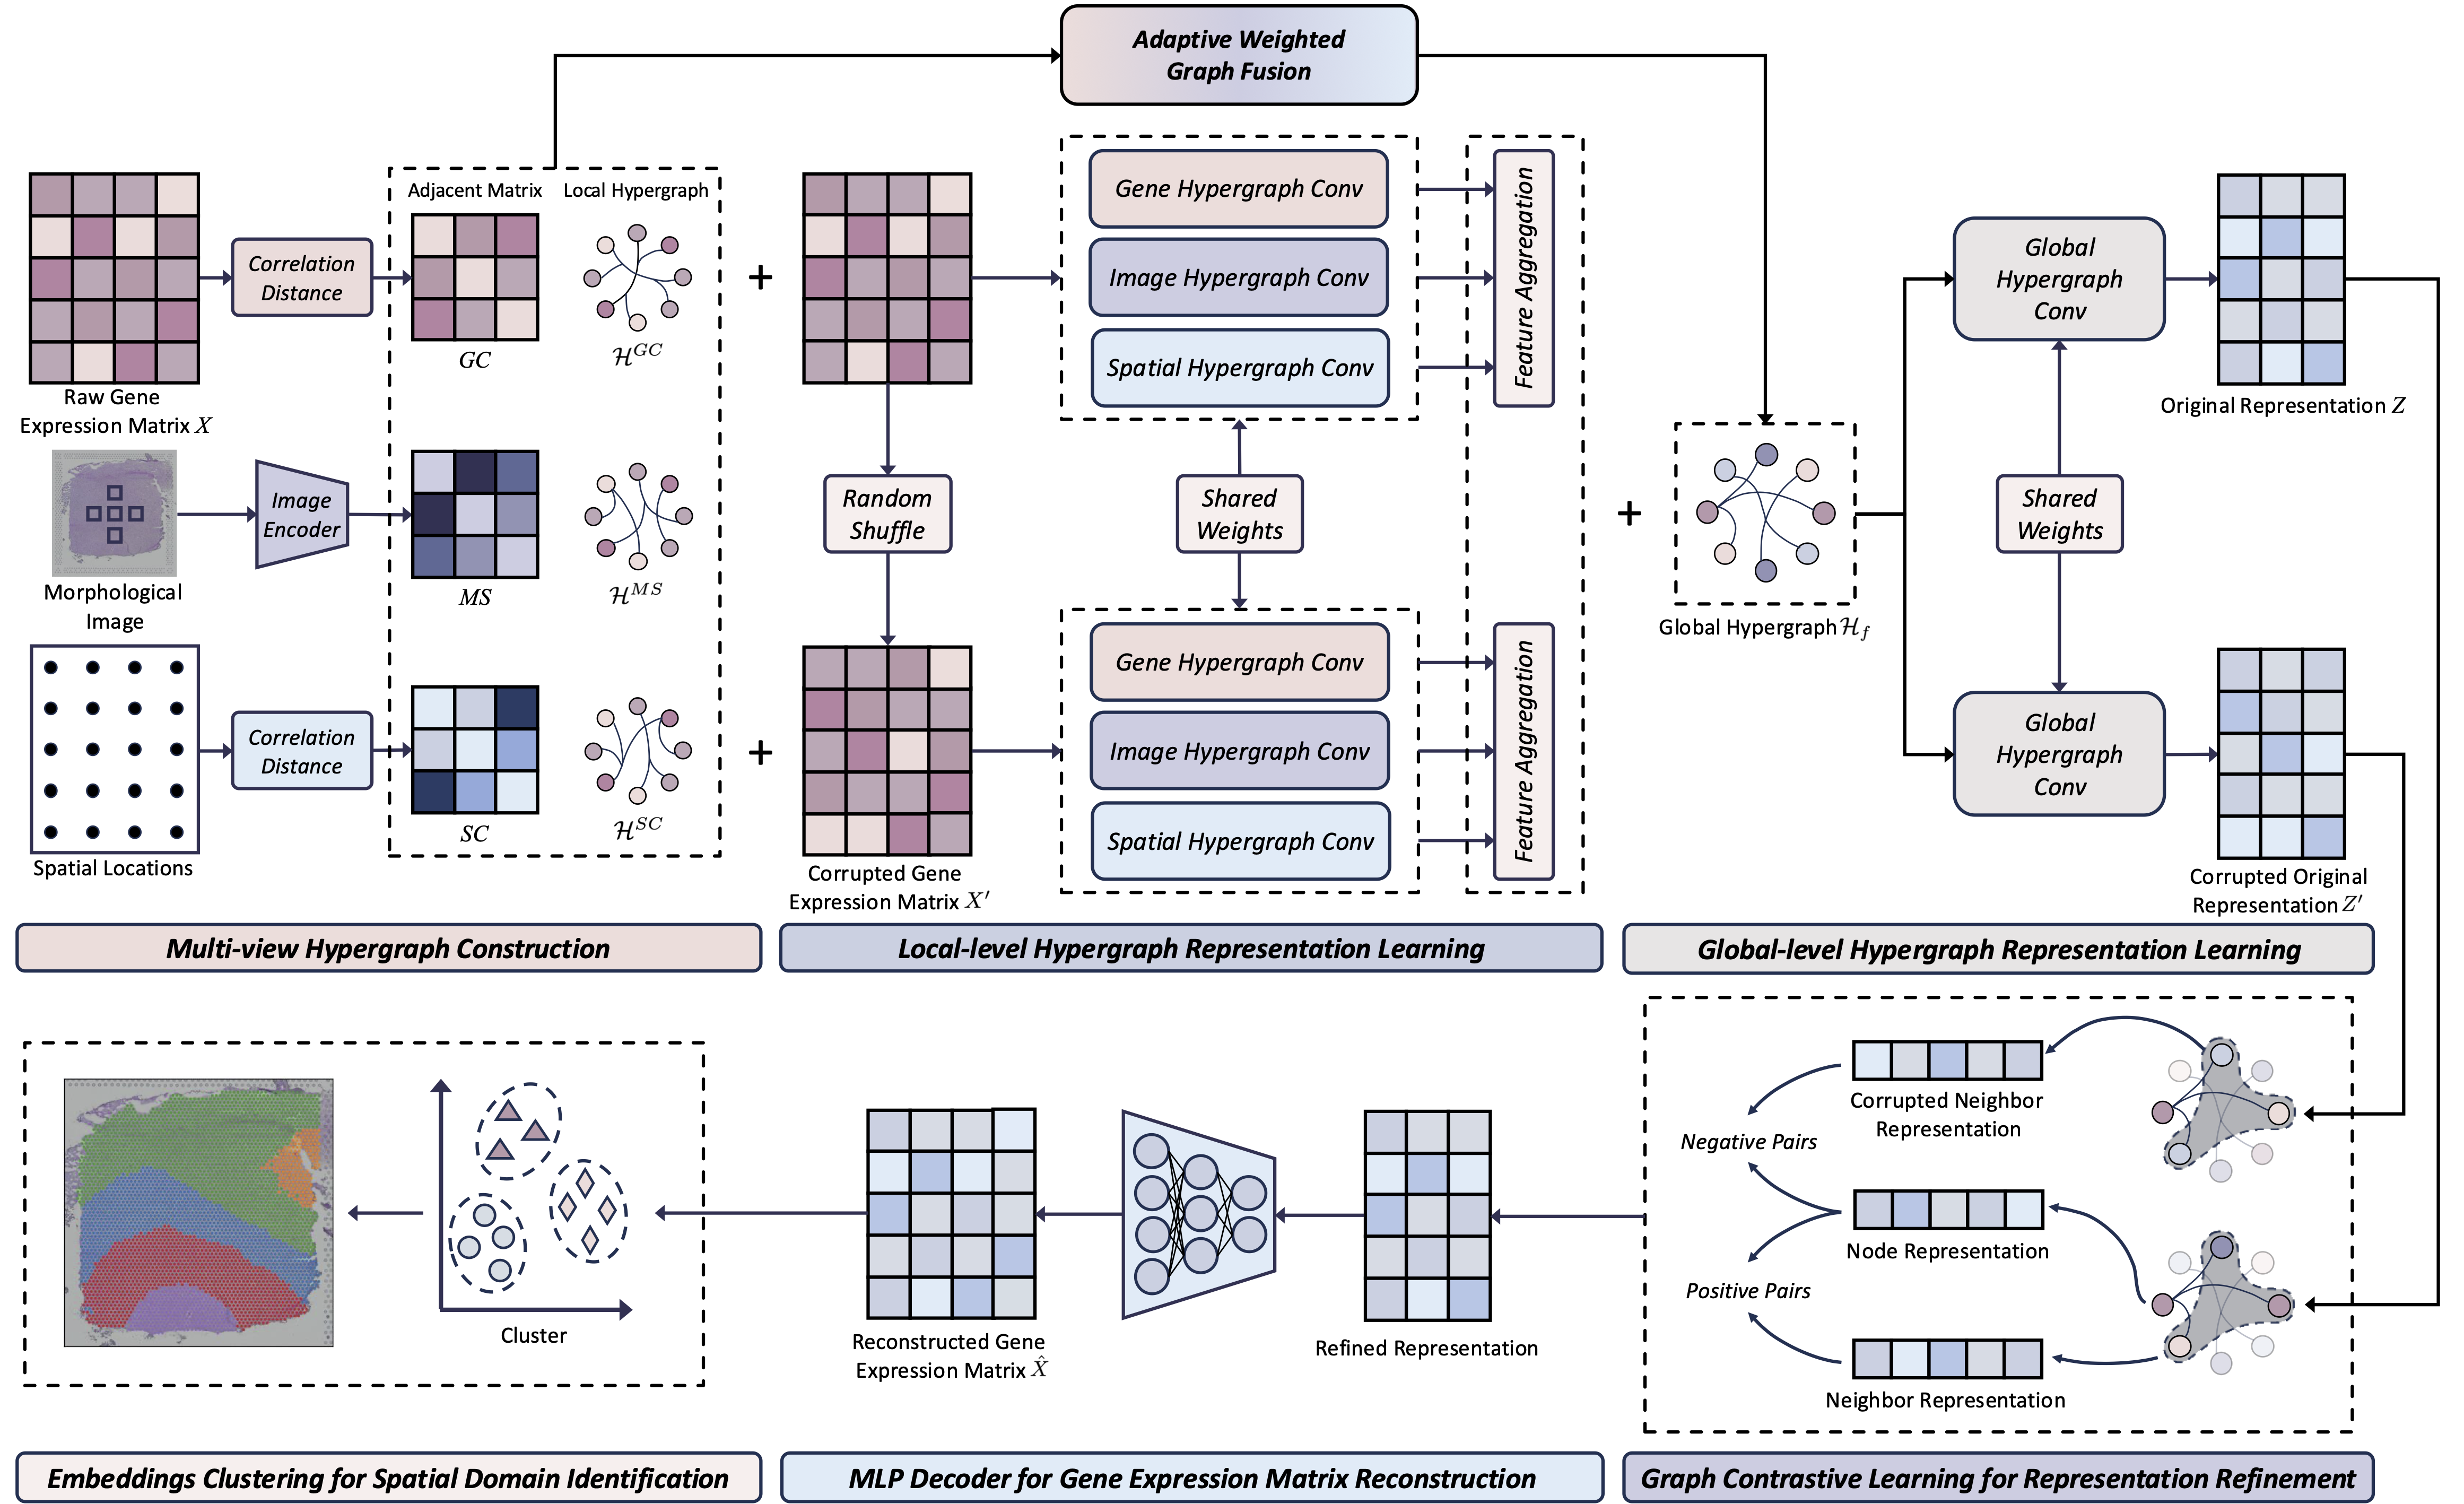 Adaptive Weighted
Graph Fusion
Adjacent Matrix
Local Hypergraph
Correlation
Distance
GC
ℋ^{GC}
Raw Gene
Expression Matrix X
Image
Encoder
MS
ℋ^{MS}
Morphological
Image
Correlation
Distance
SC
ℋ^{SC}
Spatial Locations
+
+
Random
Shuffle
Corrupted Gene
Expression Matrix X′
Gene Hypergraph Conv
Image Hypergraph Conv
Spatial Hypergraph Conv
Feature Aggregation
Shared
Weights
Gene Hypergraph Conv
Image Hypergraph Conv
Spatial Hypergraph Conv
Feature Aggregation
+
Global Hypergraph ℋ_f
Global
Hypergraph
Conv
Original Representation Z
Shared
Weights
Global
Hypergraph
Conv
Corrupted Original
Representation Z′
Multi-view Hypergraph Construction
Local-level Hypergraph Representation Learning
Global-level Hypergraph Representation Learning
Cluster
Reconstructed Gene
Expression Matrix X̂
Refined Representation
Negative Pairs
Positive Pairs
Corrupted Neighbor
Representation
Node Representation
Neighbor Representation
Embeddings Clustering for Spatial Domain Identification
MLP Decoder for Gene Expression Matrix Reconstruction
Graph Contrastive Learning for Representation Refinement